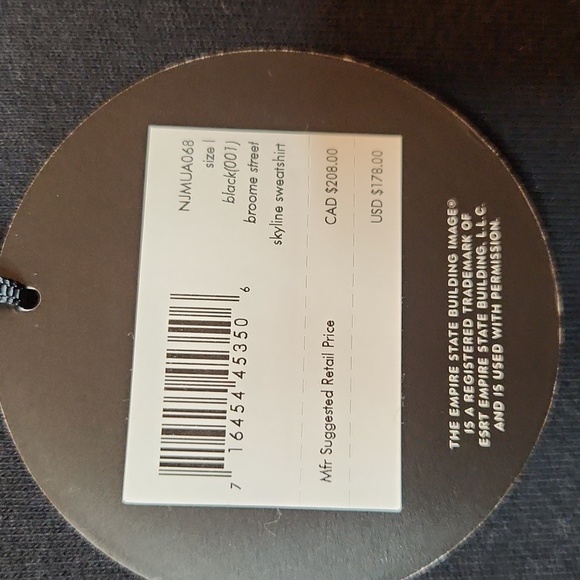 NJMUA068
size l
black(001)
broome street
skyline sweatshirt
7 16454 45350 6
Mfr Suggested Retail Price CAD $208.00
USD $178.00
THE EMPIRE STATE BUILDING IMAGE®
IS A REGISTERED TRADEMARK OF
ESRT EMPIRE STATE BUILDING, L.L.C.
AND IS USED WITH PERMISSION.